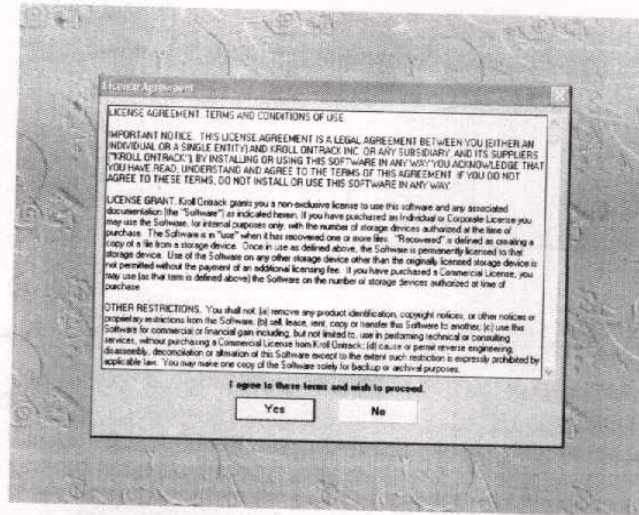 License Agreement
LICENSE AGREEMENT: TERMS AND CONDITIONS OF USE
IMPORTANT NOTICE. THIS LICENSE AGREEMENT IS A LEGAL AGREEMENT BETWEEN YOU (EITHER AN
INDIVIDUAL OR A SINGLE ENTITY) AND KROLL ONTRACK INC. OR ANY SUBSIDIARY, AND ITS SUPPLIERS
("KROLL ONTRACK"). BY INSTALLING OR USING THIS SOFTWARE IN ANY WAY YOU ACKNOWLEDGE THAT
YOU HAVE READ, UNDERSTAND AND AGREE TO THE TERMS OF THIS AGREEMENT. IF YOU DO NOT
AGREE TO THESE TERMS, DO NOT INSTALL OR USE THIS SOFTWARE IN ANY WAY.
LICENSE GRANT. Kroll Ontrack grants you a non-exclusive license to use this software and any associated
documentation (the "Software") as indicated herein. If you have purchased an Individual or Corporate License you
may use the Software, for internal purposes only, with the number of storage devices authorized at the time of
purchase. The Software is in "use" when it has recovered one or more files. "Recovered" is defined as creating a
copy of a file from a storage device. Once in use as defined above, the Software is permanently licensed to that
storage device. Use of the Software on any other storage device other than the originally licensed storage device is
not permitted without the payment of an additional licensing fee. If you have purchased a Commercial License, you
may use (as that term is defined above) the Software on the number of storage devices authorized at time of
purchase.
OTHER RESTRICTIONS. You shall not: (a) remove any product identification, copyright notices, or other notices or
proprietary restrictions from the Software, (b) sell, lease, rent, copy or transfer this Software to another; (c) use this
Software for commercial or financial gain including, but not limited to, use in performing technical or consulting
services, without purchasing a Commercial License from Kroll Ontrack; (d) cause or permit reverse engineering,
disassembly, decompilation or alteration of this Software except to the extent such restriction is expressly prohibited by
applicable law. You may make one copy of the Software solely for backup or archival purposes.
I agree to these terms and wish to proceed.
Yes
No